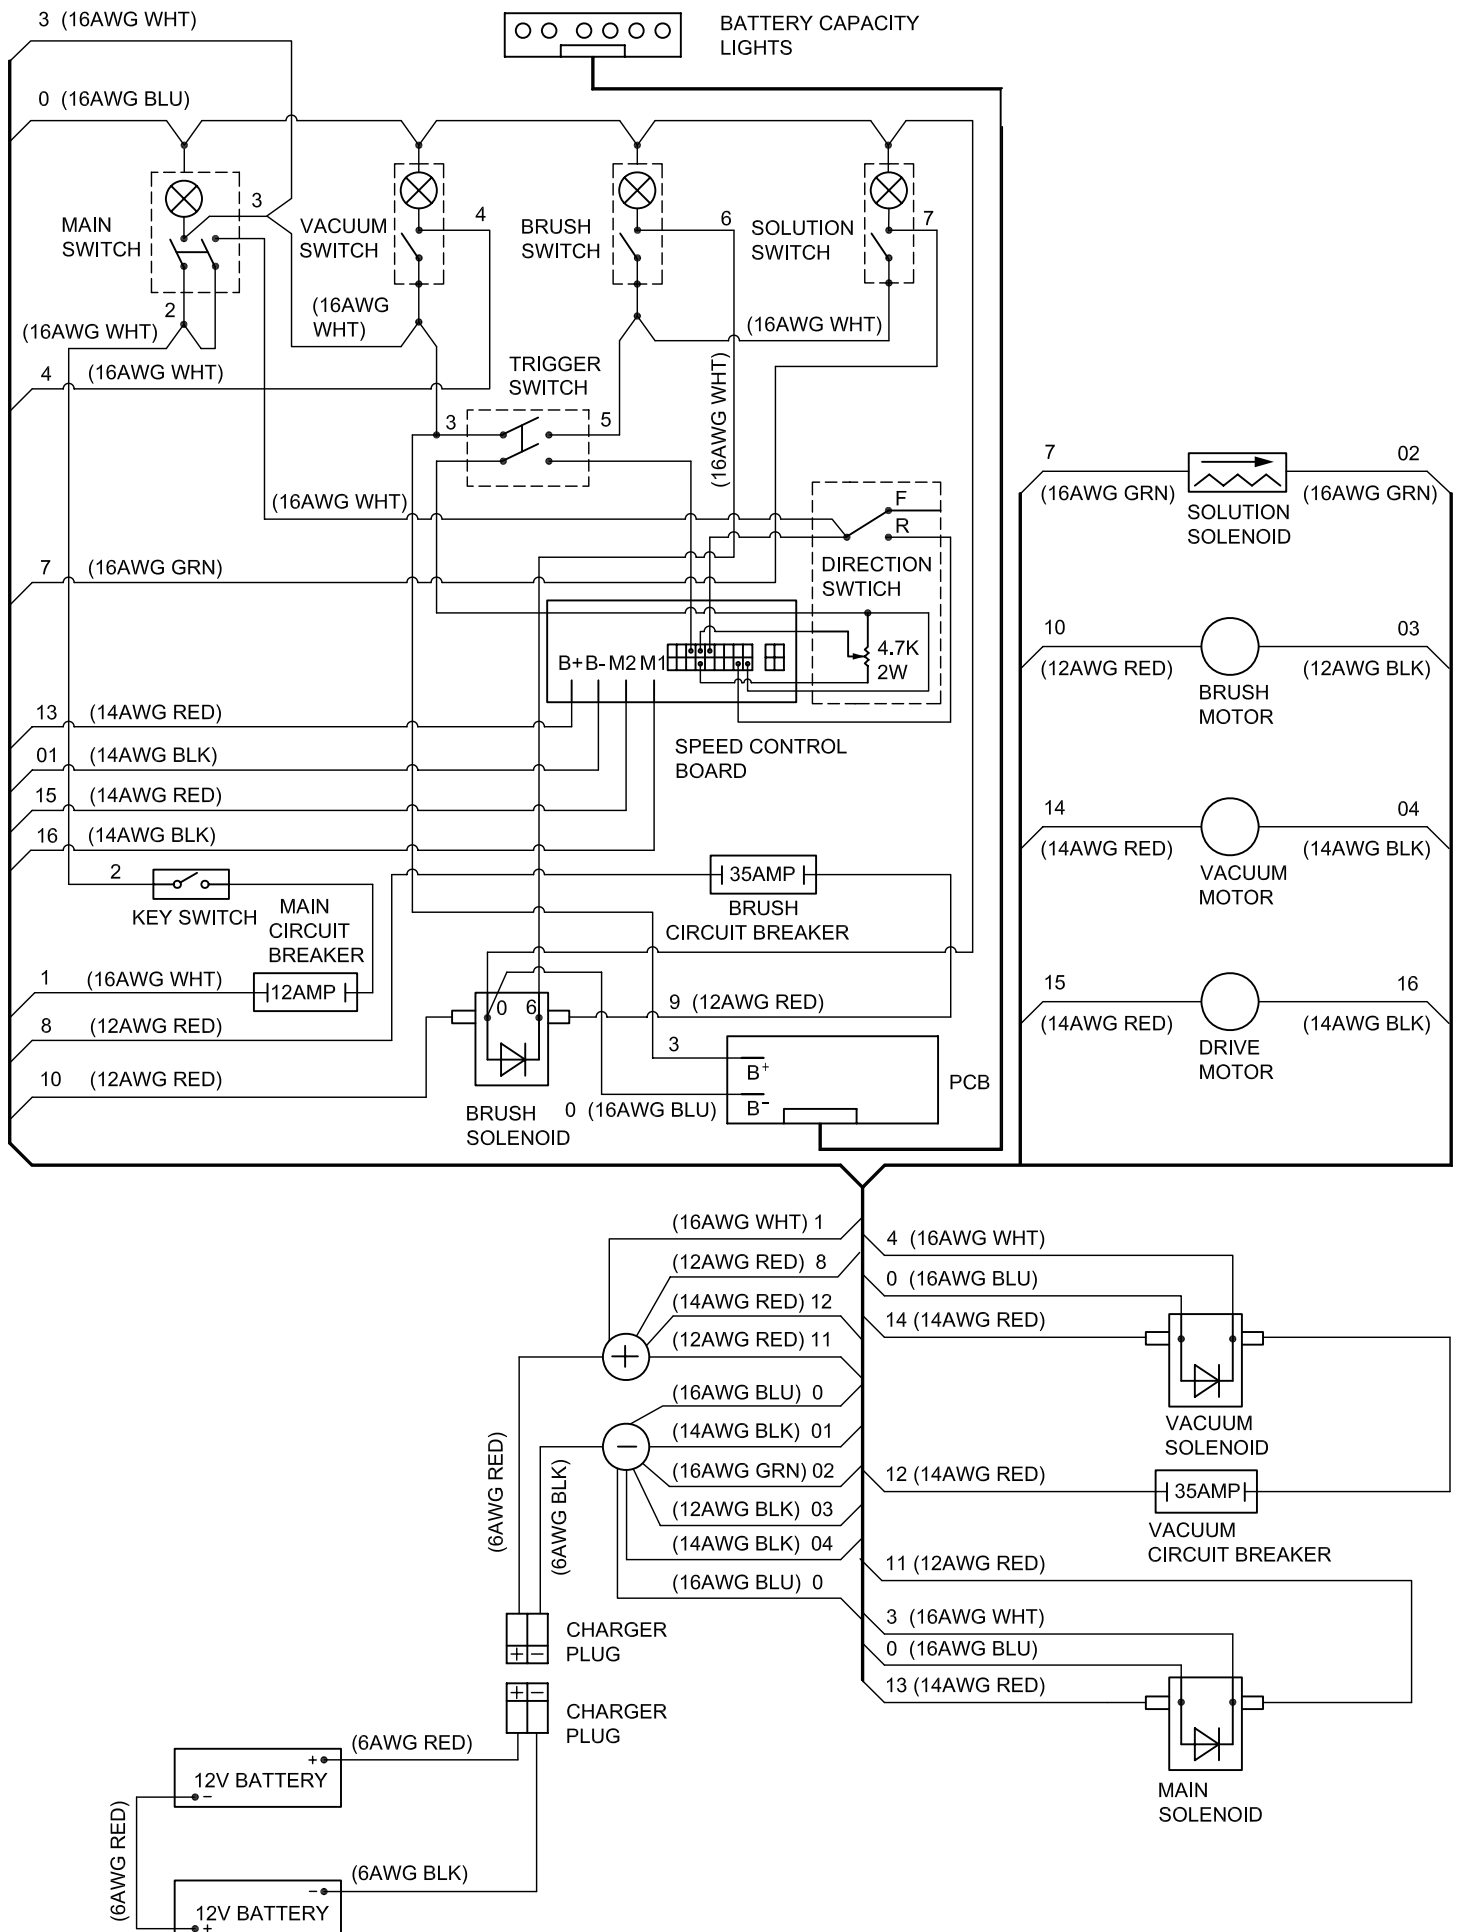 3 (16AWG WHT)
BATTERY CAPACITY
LIGHTS
0 (16AWG BLU)
MAIN
SWITCH
3
VACUUM
SWITCH
4
BRUSH
SWITCH
6
SOLUTION
SWITCH
7
2
(16AWG WHT)
(16AWG
WHT)
(16AWG WHT)
4 (16AWG WHT)
TRIGGER
SWITCH
(16AWG WHT)
3
5
(16AWG WHT)
F
R
DIRECTION
SWTICH
7 (16AWG GRN)
4.7K
2W
B+ B- M2 M1
13 (14AWG RED)
SPEED CONTROL
BOARD
01 (14AWG BLK)
15 (14AWG RED)
16 (14AWG BLK)
2
KEY SWITCH
MAIN
CIRCUIT
BREAKER
35AMP
BRUSH
CIRCUIT BREAKER
1 (16AWG WHT)
12AMP
8 (12AWG RED)
0 6
9 (12AWG RED)
3
10 (12AWG RED)
B+
B-
PCB
BRUSH
SOLENOID
0 (16AWG BLU)
7
02
(16AWG GRN)
(16AWG GRN)
SOLUTION
SOLENOID
10
03
(12AWG RED)
(12AWG BLK)
BRUSH
MOTOR
14
04
(14AWG RED)
(14AWG BLK)
VACUUM
MOTOR
15
16
(14AWG RED)
(14AWG BLK)
DRIVE
MOTOR
(16AWG WHT) 1
(12AWG RED) 8
(14AWG RED) 12
(12AWG RED) 11
+
(16AWG BLU) 0
(14AWG BLK) 01
−
(16AWG GRN) 02
(12AWG BLK) 03
(14AWG BLK) 04
(16AWG BLU) 0
(6AWG RED)
(6AWG BLK)
4 (16AWG WHT)
0 (16AWG BLU)
14 (14AWG RED)
VACUUM
SOLENOID
12 (14AWG RED)
35AMP
VACUUM
CIRCUIT BREAKER
11 (12AWG RED)
3 (16AWG WHT)
0 (16AWG BLU)
13 (14AWG RED)
MAIN
SOLENOID
+ −
CHARGER
PLUG
+ −
CHARGER
PLUG
(6AWG RED)
+
12V BATTERY
−
(6AWG RED)
(6AWG BLK)
−
12V BATTERY
+